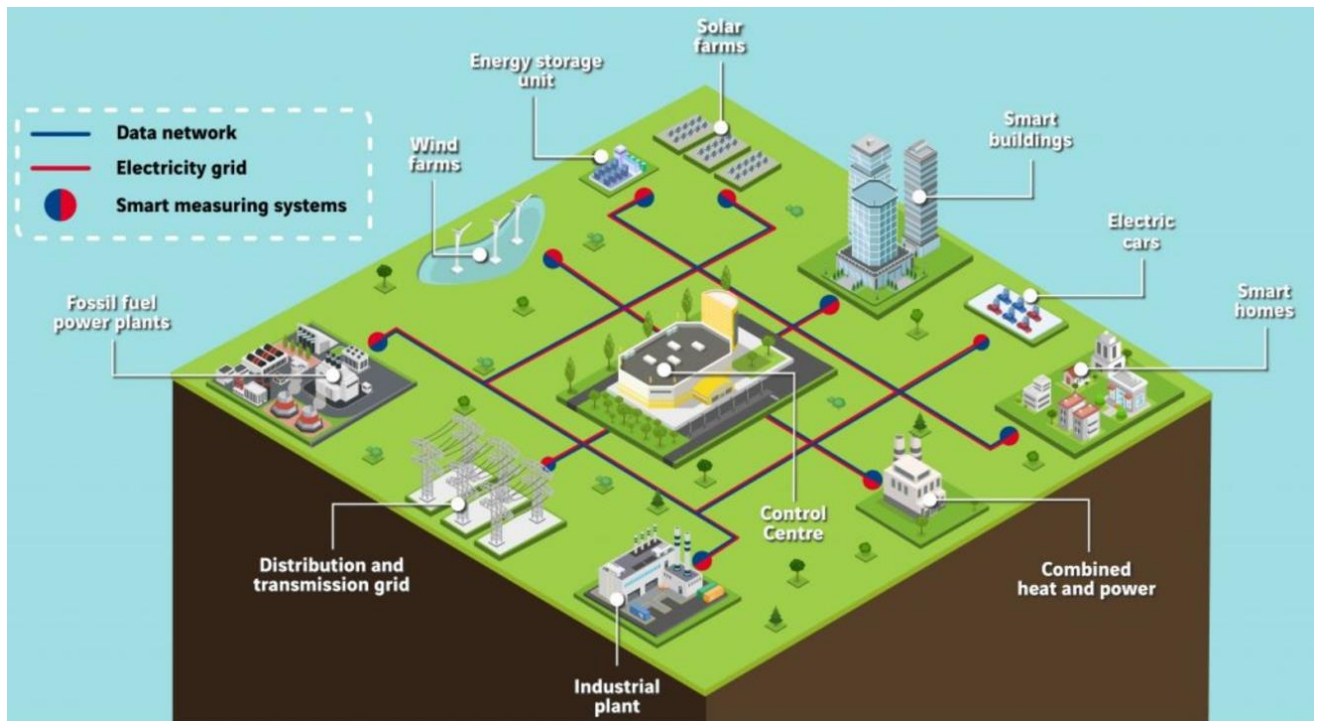 Solar
farms
Energy storage
unit
Smart
buildings
Data network
Electricity grid
Smart measuring systems
Wind
farms
Electric
cars
Smart
homes
Fossil fuel
power plants
Control
Centre
Distribution and
transmission grid
Combined
heat and power
Industrial
plant